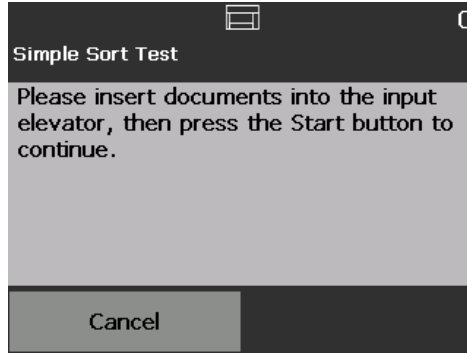 Simple Sort Test
Please insert documents into the input
elevator, then press the Start button to
continue.
Cancel